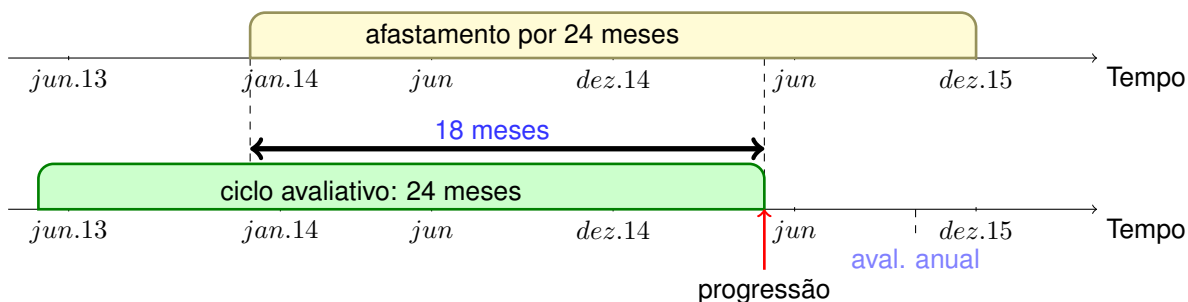 afastamento por 24 meses
jun.13 jan.14 jun dez.14 jun dez.15 Tempo
18 meses
ciclo avaliativo: 24 meses
jun.13 jan.14 jun dez.14 jun dez.15 Tempo
aval. anual
progressão